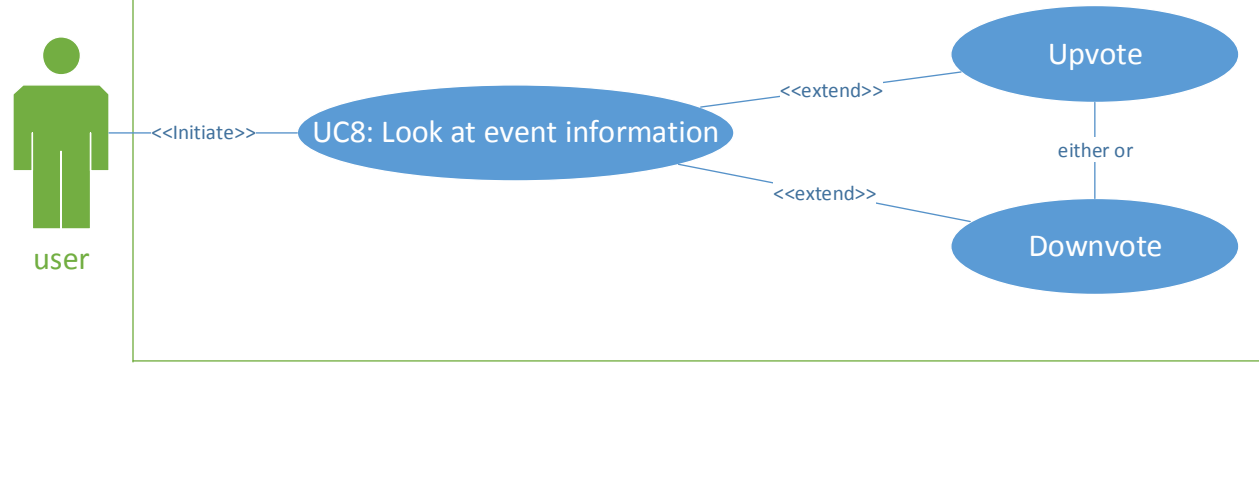 Upvote
<<extend>>
<<Initiate>>
UC8: Look at event information
either or
<<extend>>
Downvote
user